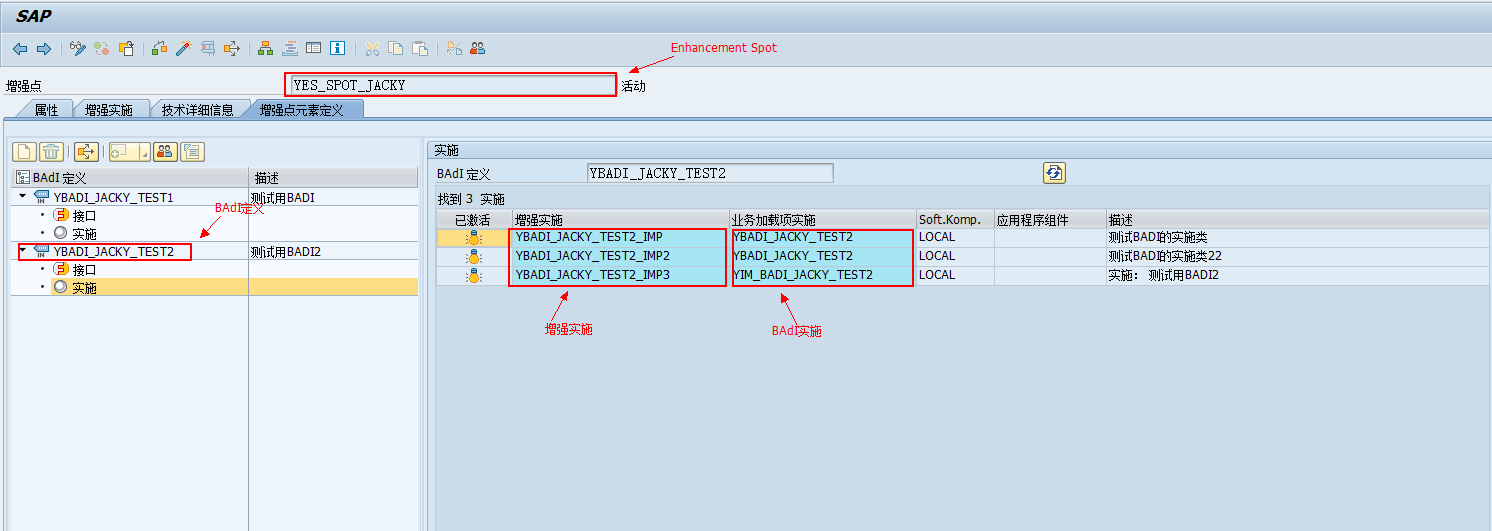 SAP
Enhancement Spot
增强点 YES_SPOT_JACKY 活动
属性 增强实施 技术详细信息 增强点元素定义
实施
BAdI 定义 描述
BAdI 定义 YBADI_JACKY_TEST2
YBADI_JACKY_TEST1 测试用BADI
找到 3 实施
接口
BAdI定义
已激活 增强实施 业务加载项实施 Soft.Komp. 应用程序组件 描述
实施
YBADI_JACKY_TEST2_IMP YBADI_JACKY_TEST2 LOCAL 测试BADI的实施类
YBADI_JACKY_TEST2 测试用BADI2
YBADI_JACKY_TEST2_IMP2 YBADI_JACKY_TEST2 LOCAL 测试BADI的实施类22
接口
YBADI_JACKY_TEST2_IMP3 YIM_BADI_JACKY_TEST2 LOCAL 实施： 测试用BADI2
实施
增强实施
BAdI实施